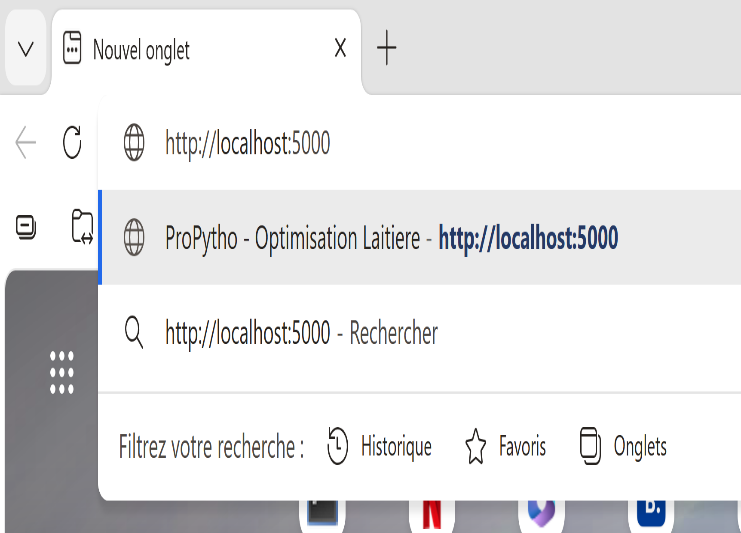 Nouvel onglet
http://localhost:5000
ProPytho - Optimisation Laitiere - http://localhost:5000
http://localhost:5000 - Rechercher
Filtrez votre recherche : Historique Favoris Onglets
N B.